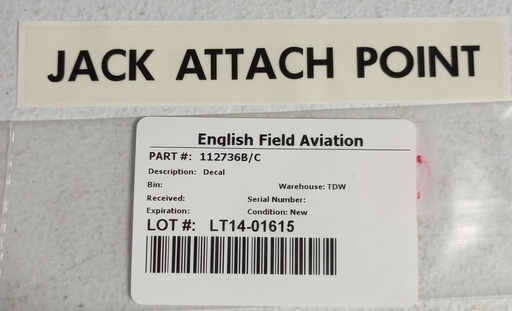 JACK ATTACH POINT
English Field Aviation
PART #: 112736B/C
Description: Decal
Bin: Warehouse: TDW
Received: Serial Number:
Expiration: Condition: New
LOT #: LT14-01615